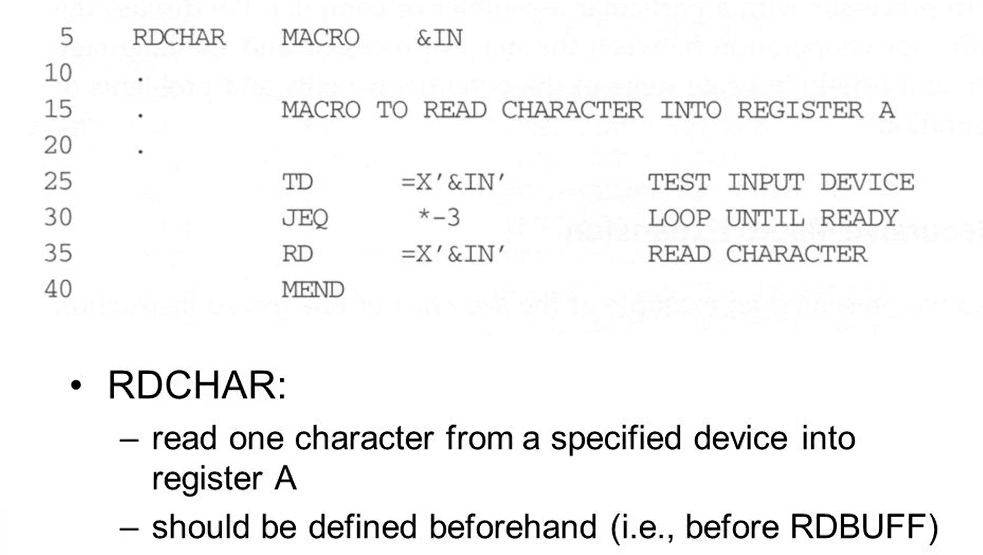 5 RDCHAR MACRO &IN
10 .
15 . MACRO TO READ CHARACTER INTO REGISTER A
20 .
25 TD =X'&IN' TEST INPUT DEVICE
30 JEQ *-3 LOOP UNTIL READY
35 RD =X'&IN' READ CHARACTER
40 MEND
• RDCHAR:
– read one character from a specified device into
register A
– should be defined beforehand (i.e., before RDBUFF)